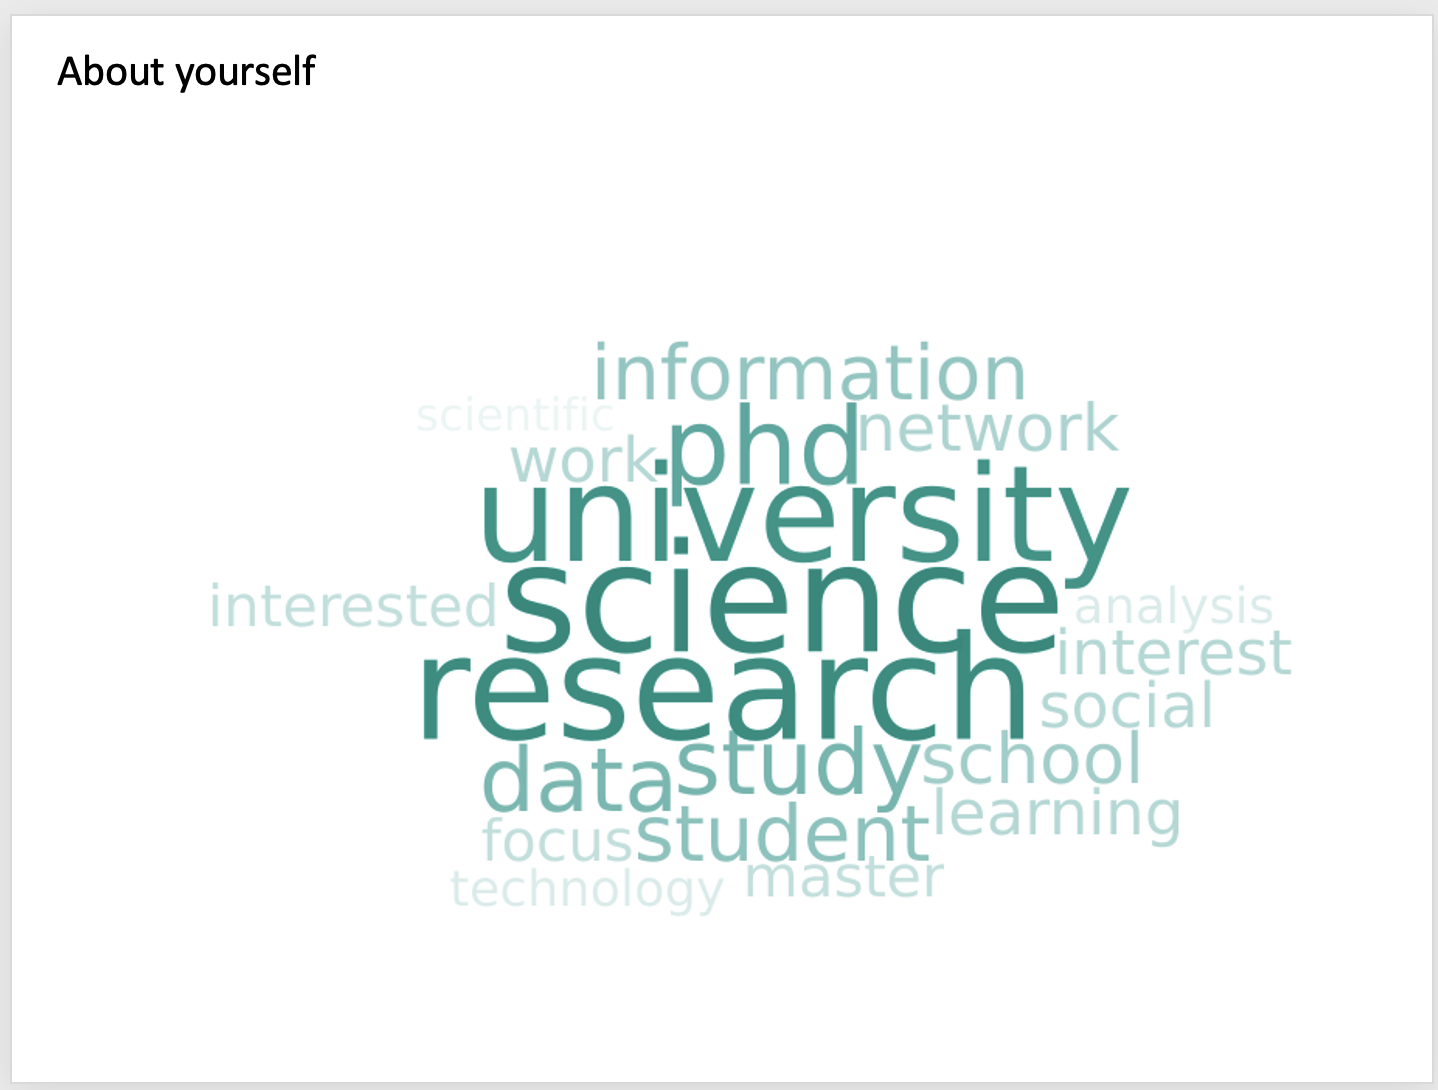 About yourself
information
scientific
phd
network
work
university
science
interested
analysis
interest
research
social
study
school
data
learning
student
focus
master
technology